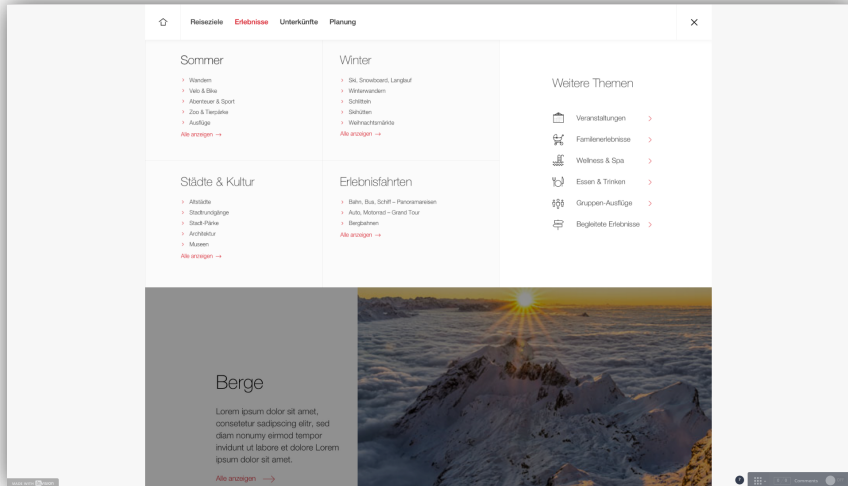 Reiseziele Erlebnisse Unterkünfte Planung
Sommer
Wandern
Velo & Bike
Abenteuer & Sport
Zoo & Tierpärke
Ausflüge
Alle anzeigen →
Winter
Ski, Snowboard, Langlauf
Winterwandern
Schlitteln
Skihütten
Weihnachtsmärkte
Alle anzeigen →
Städte & Kultur
Altstädte
Stadtrundgänge
Stadt-Pärke
Architektur
Museen
Alle anzeigen →
Erlebnisfahrten
Bahn, Bus, Schiff – Panoramareisen
Auto, Motorrad – Grand Tour
Bergbahnen
Alle anzeigen →
Weitere Themen
Veranstaltungen
Familenerlebnisse
Wellness & Spa
Essen & Trinken
Gruppen-Ausflüge
Begleitete Erlebnisse
Berge
Lorem ipsum dolor sit amet,
consetetur sadipscing elitr, sed
diam nonumy eirmod tempor
invidunt ut labore et dolore Lorem
ipsum dolor sit amet.
Alle anzeigen →
Comments